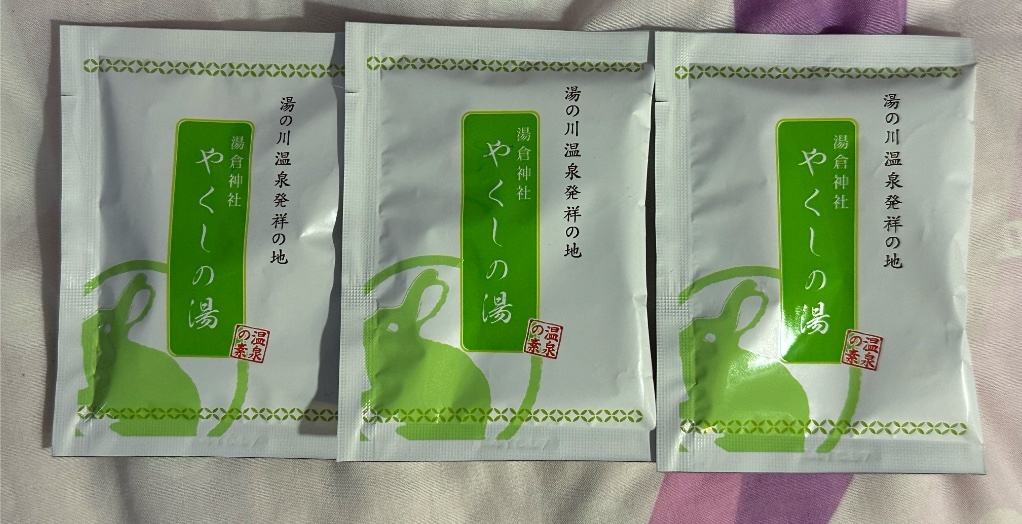 湯の川温泉発祥の地
湯倉神社
やくしの湯
温泉
の素
湯の川温泉発祥の地
湯倉神社
やくしの湯
温泉
の素
湯の川温泉発祥の地
湯倉神社
やくしの湯
温泉
の素